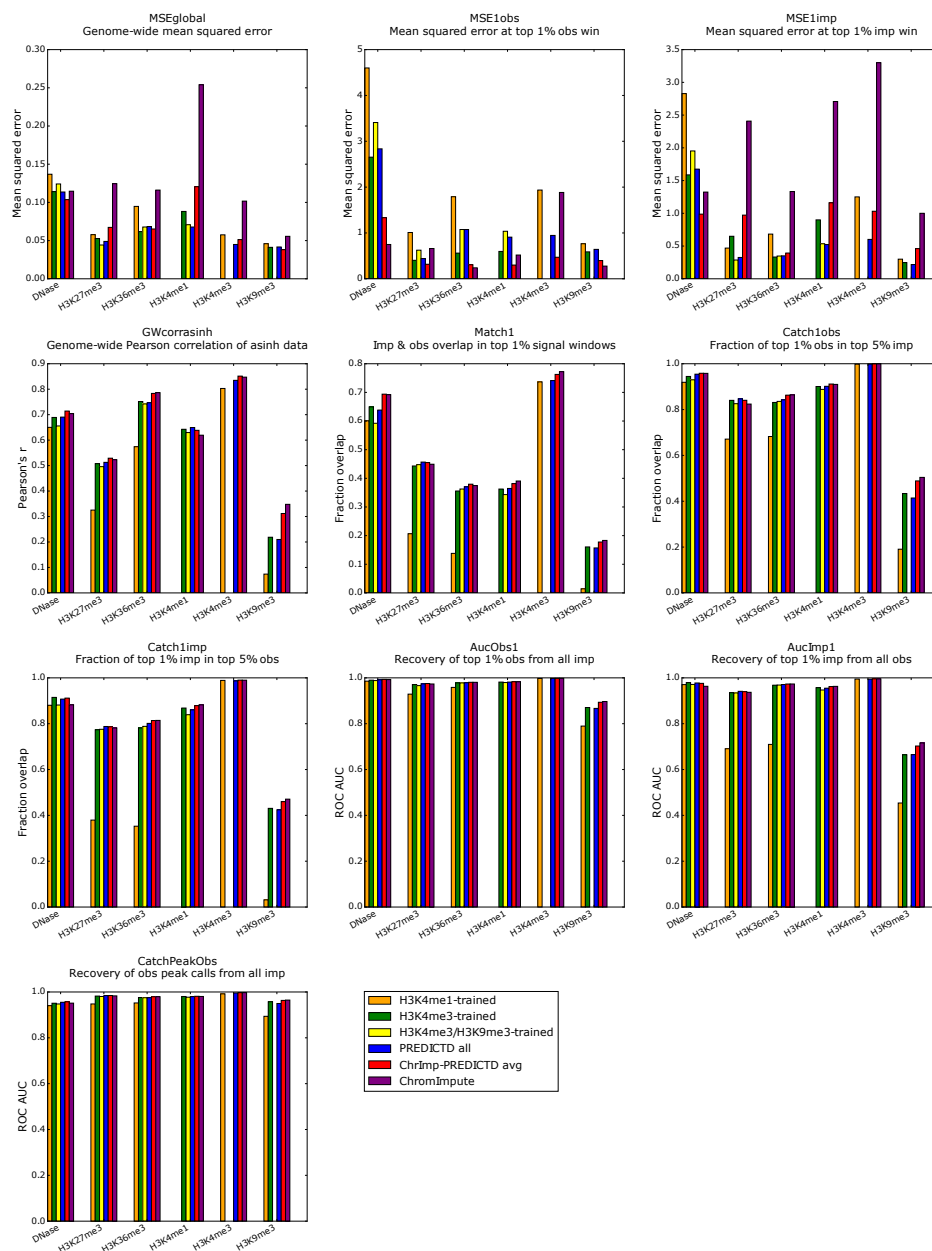 MSEglobal
Genome-wide mean squared error
Mean squared error
0.30
0.25
0.20
0.15
0.10
0.05
0.00
DNase
H3K27me3
H3K36me3
H3K4me1
H3K4me3
H3K9me3
MSE1obs
Mean squared error at top 1% obs win
Mean squared error
5
4
3
2
1
0
DNase
H3K27me3
H3K36me3
H3K4me1
H3K4me3
H3K9me3
MSE1imp
Mean squared error at top 1% imp win
Mean squared error
3.5
3.0
2.5
2.0
1.5
1.0
0.5
0.0
DNase
H3K27me3
H3K36me3
H3K4me1
H3K4me3
H3K9me3
GWcorrasinh
Genome-wide Pearson correlation of asinh data
Pearson's r
0.9
0.8
0.7
0.6
0.5
0.4
0.3
0.2
0.1
0.0
DNase
H3K27me3
H3K36me3
H3K4me1
H3K4me3
H3K9me3
Match1
Imp & obs overlap in top 1% signal windows
Fraction overlap
0.8
0.7
0.6
0.5
0.4
0.3
0.2
0.1
0.0
DNase
H3K27me3
H3K36me3
H3K4me1
H3K4me3
H3K9me3
Catch1obs
Fraction of top 1% obs in top 5% imp
Fraction overlap
1.0
0.8
0.6
0.4
0.2
0.0
DNase
H3K27me3
H3K36me3
H3K4me1
H3K4me3
H3K9me3
Catch1imp
Fraction of top 1% imp in top 5% obs
Fraction overlap
1.0
0.8
0.6
0.4
0.2
0.0
DNase
H3K27me3
H3K36me3
H3K4me1
H3K4me3
H3K9me3
AucObs1
Recovery of top 1% obs from all imp
ROC AUC
1.0
0.8
0.6
0.4
0.2
0.0
DNase
H3K27me3
H3K36me3
H3K4me1
H3K4me3
H3K9me3
AucImp1
Recovery of top 1% imp from all obs
ROC AUC
1.0
0.8
0.6
0.4
0.2
0.0
DNase
H3K27me3
H3K36me3
H3K4me1
H3K4me3
H3K9me3
CatchPeakObs
Recovery of obs peak calls from all imp
ROC AUC
1.0
0.8
0.6
0.4
0.2
0.0
DNase
H3K27me3
H3K36me3
H3K4me1
H3K4me3
H3K9me3
H3K4me1-trained
H3K4me3-trained
H3K4me3/H3K9me3-trained
PREDICTD all
ChrImp-PREDICTD avg
ChromImpute